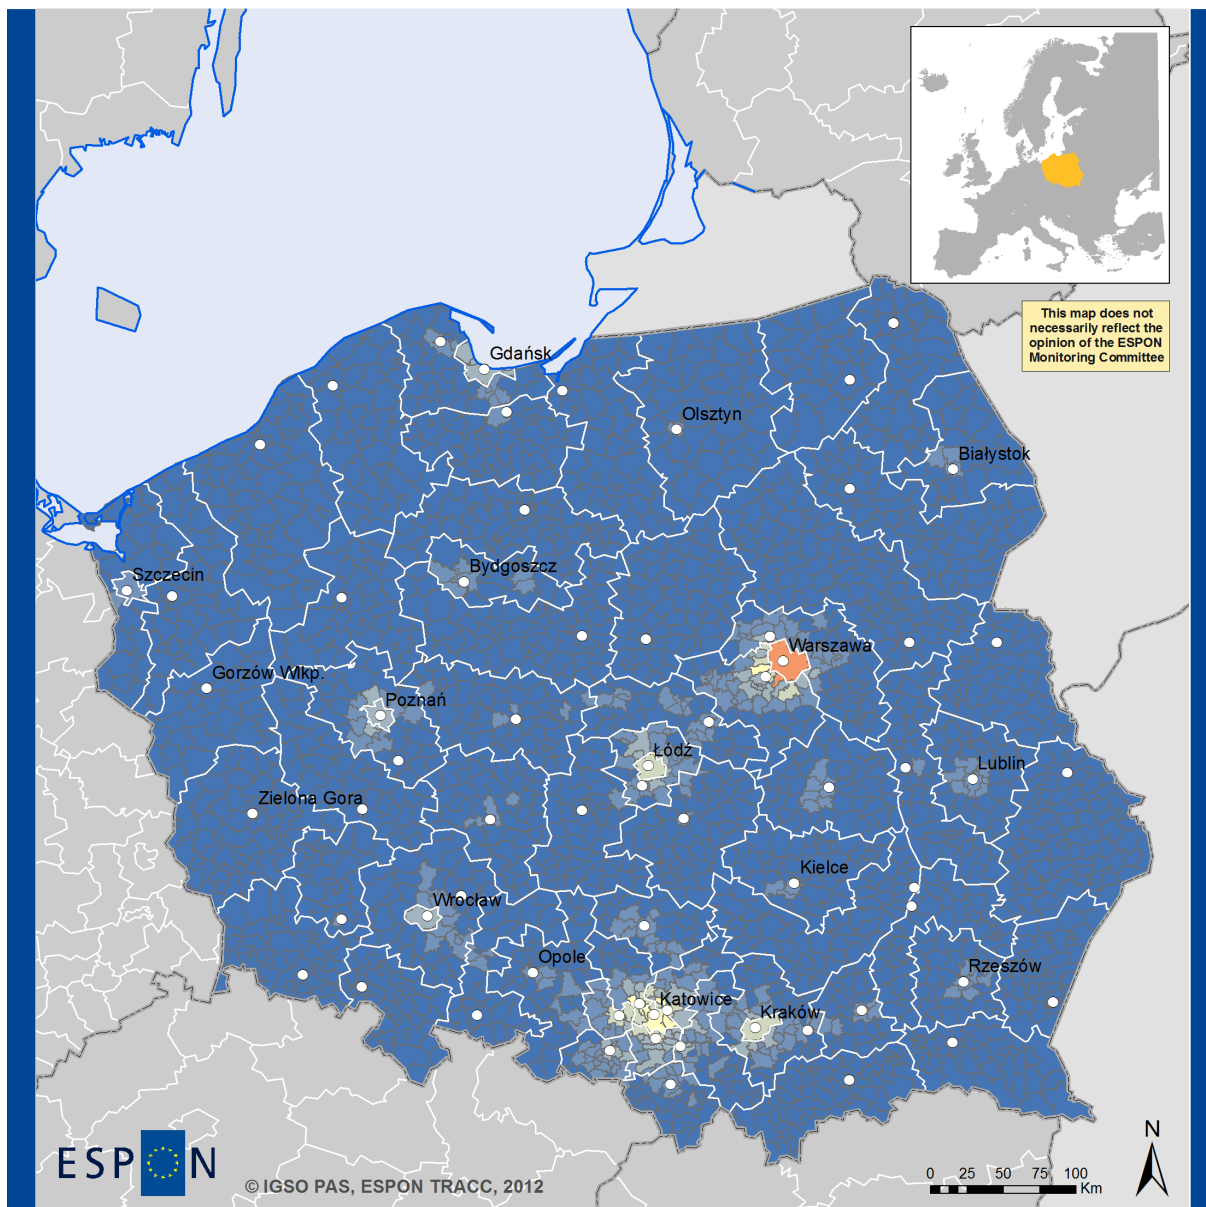 This map does not
necessarily reflect the
opinion of the ESPON
Monitoring Committee
Gdańsk
Olsztyn
Białystok
Szczecin
Bydgoszcz
Warszawa
Gorzów Wlkp.
Poznań
Łódź
Lublin
Zielona Gora
Kielce
Wrocław
Opole
Rzeszów
Katowice
Kraków
N
ESPON
© IGSO PAS, ESPON TRACC, 2012
0 25 50 75 100
Km